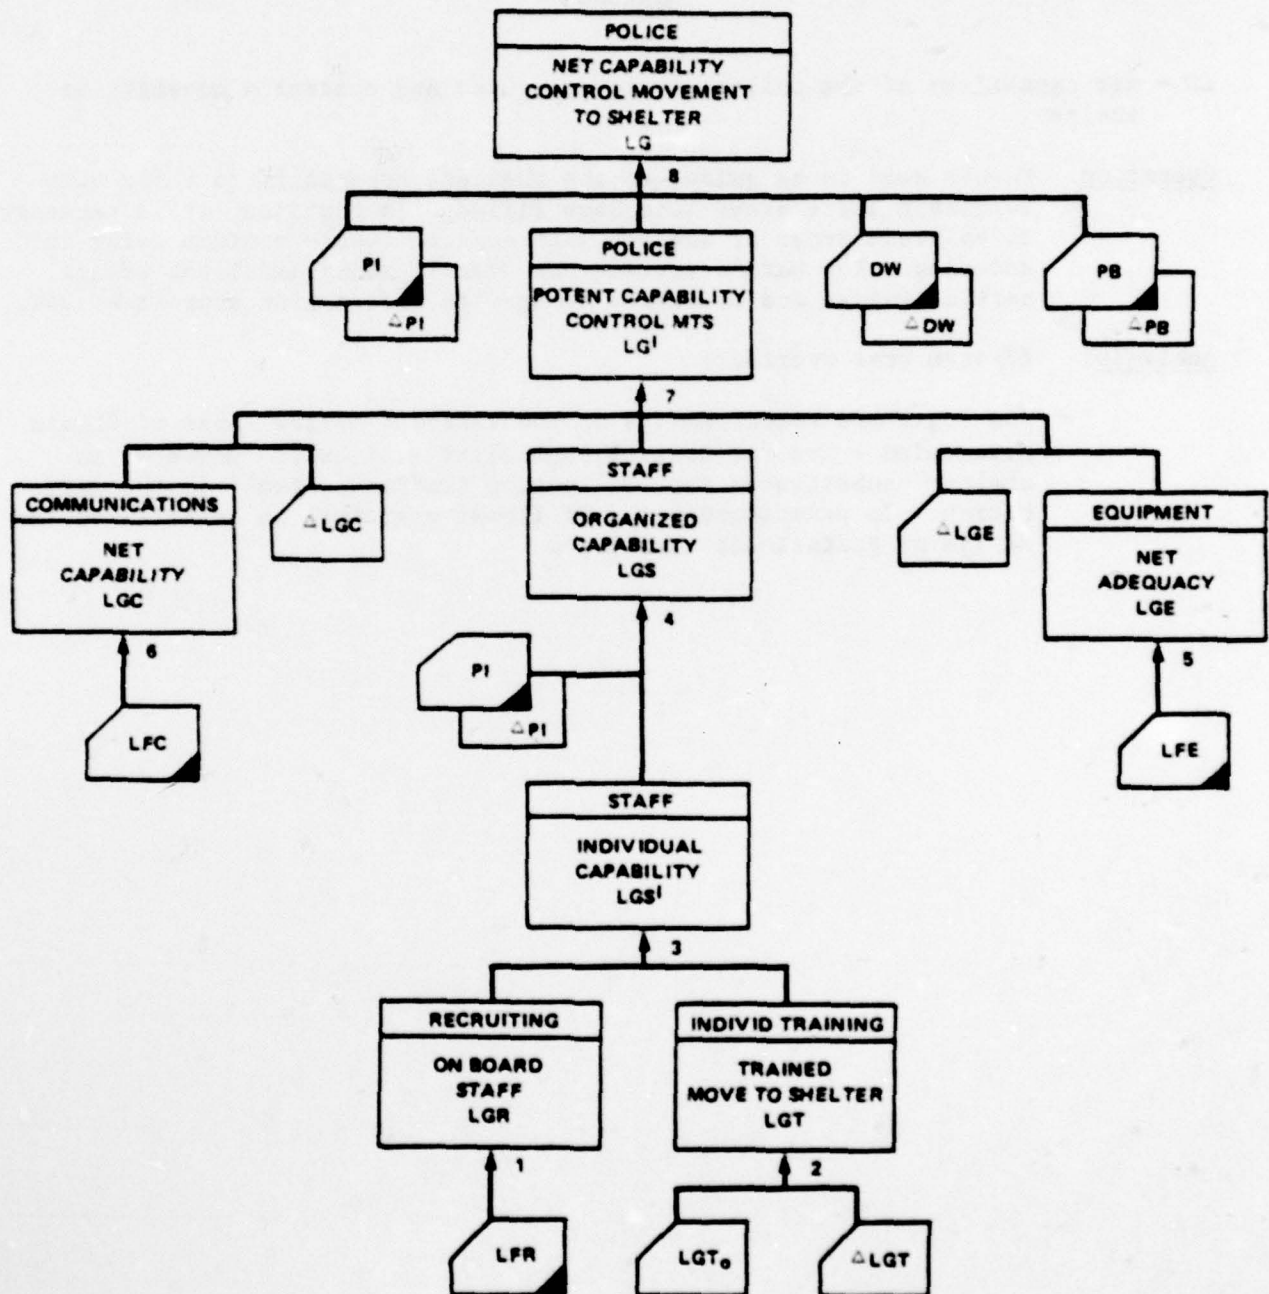 POLICE
NET CAPABILITY
CONTROL MOVEMENT
TO SHELTER
LG
8
PI
△PI
POLICE
POTENT CAPABILITY
CONTROL MTS
LG'
DW
△DW
PB
△PB
7
COMMUNICATIONS
NET
CAPABILITY
LGC
△LGC
STAFF
ORGANIZED
CAPABILITY
LGS
△LGE
EQUIPMENT
NET
ADEQUACY
LGE
6
4
5
PI
△PI
LFC
LFE
STAFF
INDIVIDUAL
CAPABILITY
LGS'
3
RECRUITING
ON BOARD
STAFF
LGR
INDIVID TRAINING
TRAINED
MOVE TO SHELTER
LGT
1
2
LFR
LGT₀
△LGT